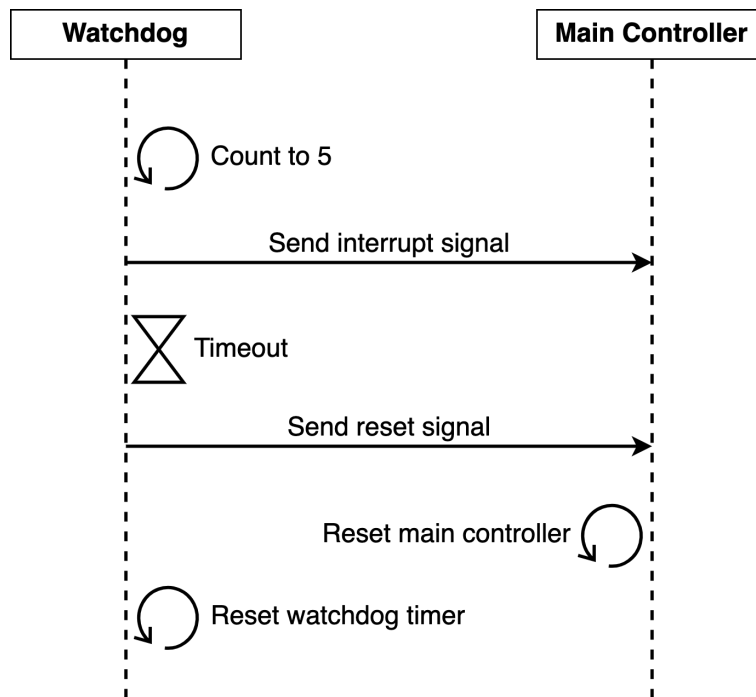 Watchdog
Main Controller
Count to 5
Send interrupt signal
Timeout
Send reset signal
Reset main controller
Reset watchdog timer